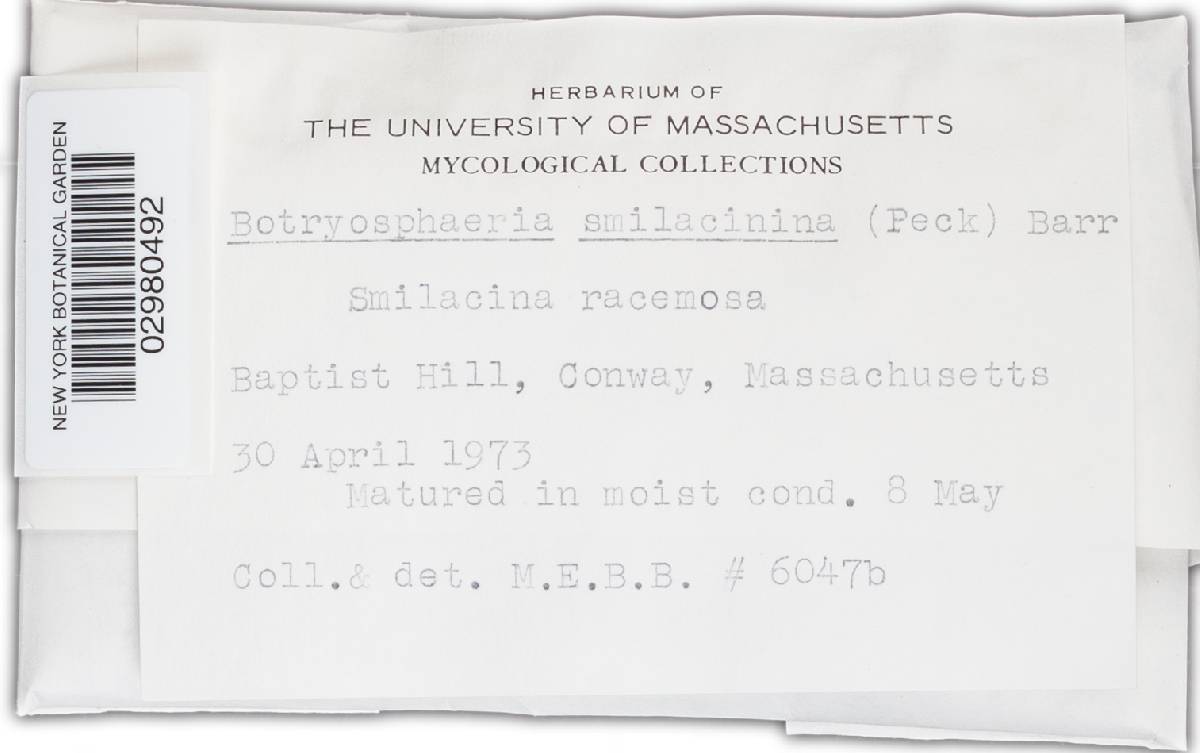 NEW YORK BOTANICAL GARDEN
02980492
HERBARIUM OF
THE UNIVERSITY OF MASSACHUSETTS
MYCOLOGICAL COLLECTIONS
Botryosphaeria smilacinina (Peck) Barr
Smilacina racemosa
Baptist Hill, Conway, Massachusetts
30 April 1973
Matured in moist cond. 8 May
Coll.& det. M.E.B.B. # 6047b